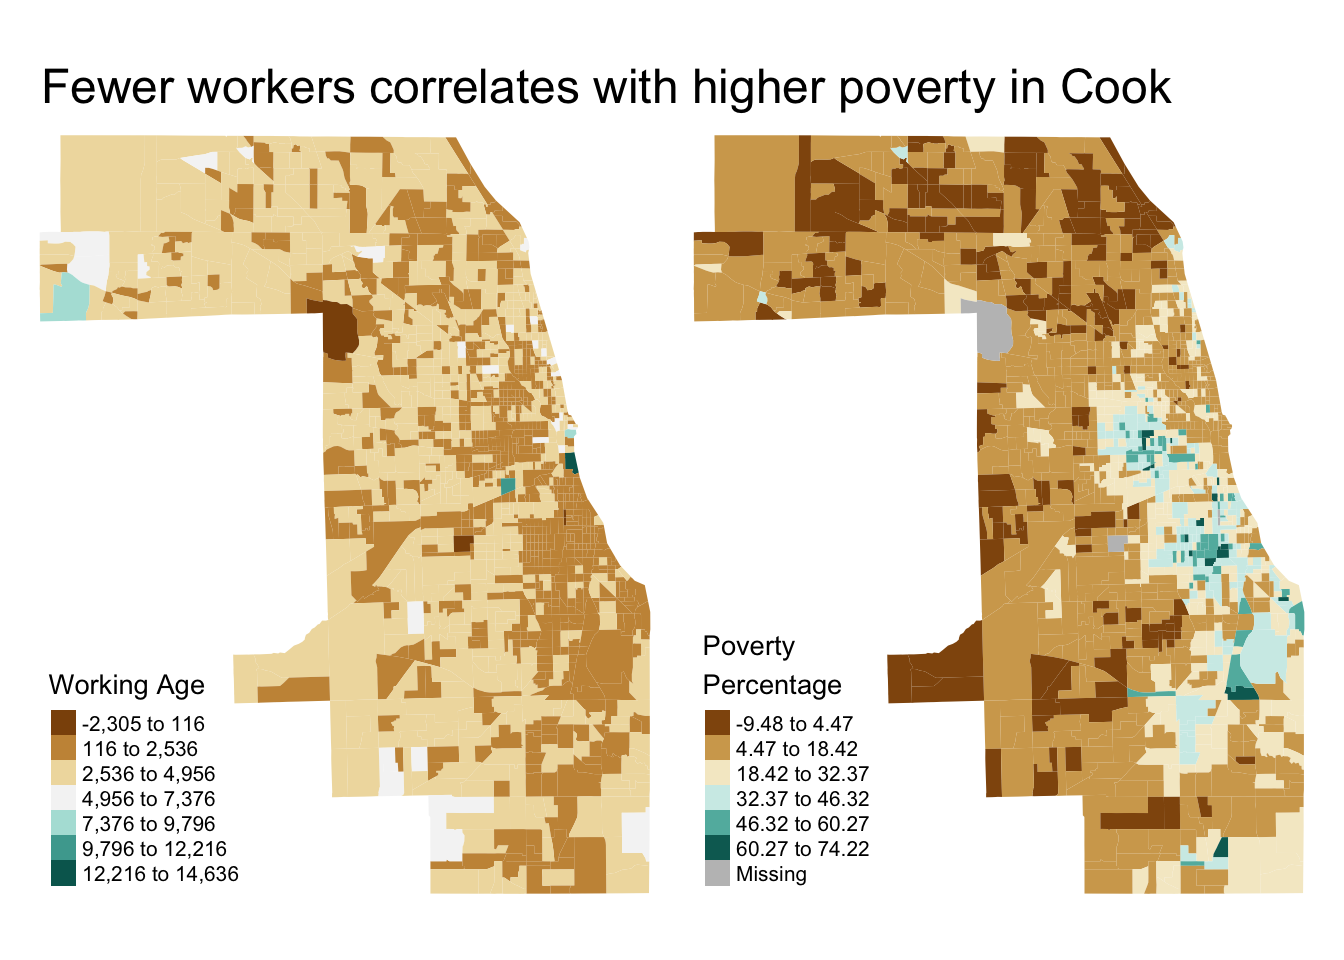 Fewer workers correlates with higher poverty in Cook
Working Age
-2,305 to 116
116 to 2,536
2,536 to 4,956
4,956 to 7,376
7,376 to 9,796
9,796 to 12,216
12,216 to 14,636
Poverty
Percentage
-9.48 to 4.47
4.47 to 18.42
18.42 to 32.37
32.37 to 46.32
46.32 to 60.27
60.27 to 74.22
Missing